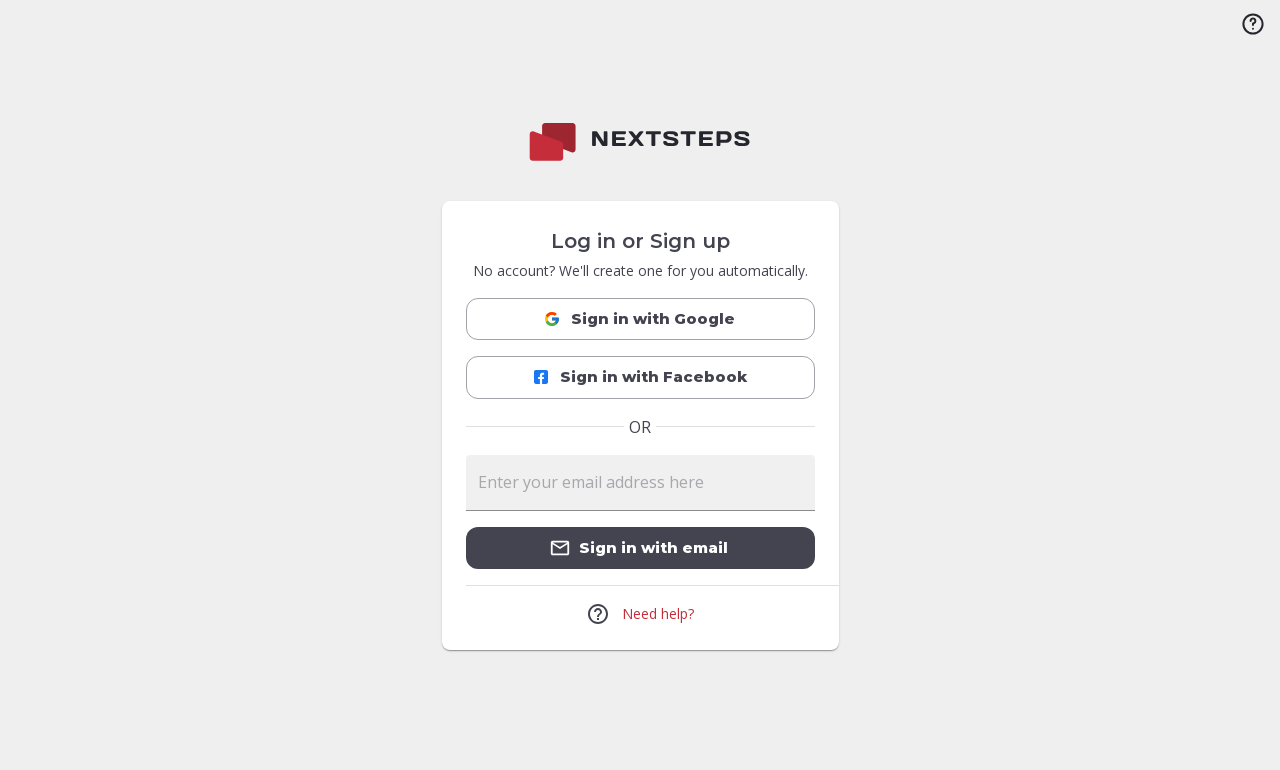 NEXTSTEPS
Log in or Sign up
No account? We'll create one for you automatically.
Sign in with Google
Sign in with Facebook
OR
Enter your email address here
Sign in with email
Need help?